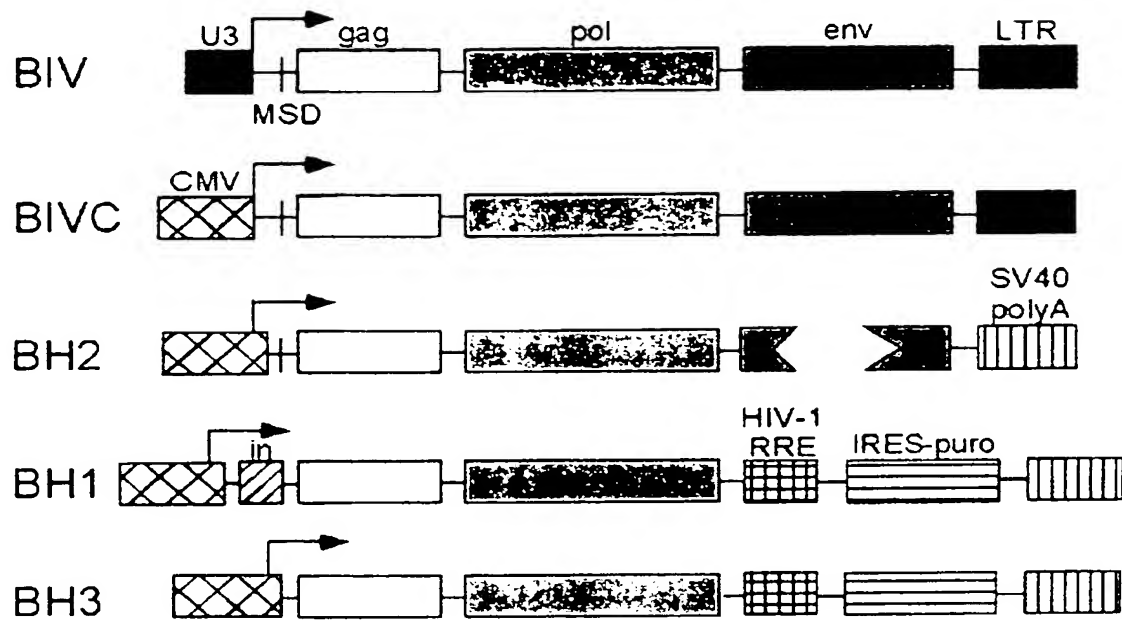 U3 gag pol env LTR
BIV
MSD
CMV
BIVC
SV40
polyA
BH2
HIV-1
in RRE IRES-puro
BH1
BH3